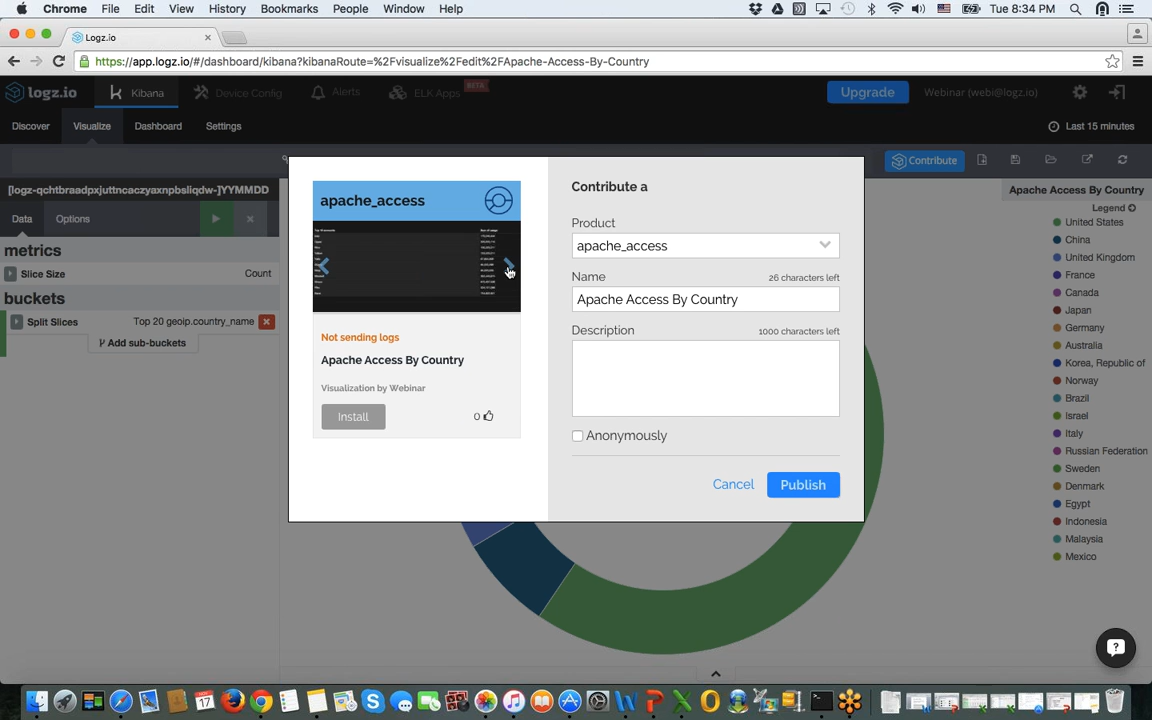 Chrome File Edit View History Bookmarks People Window Help Tue 8:34 PM
Logz.io
https://app.logz.io/#/dashboard/kibana?kibanaRoute=%2Fvisualize%2Fedit%2FApache-Access-By-Country
logz.io Kibana Device Config Alerts ELK Apps BETA Upgrade Webinar (webi@logz.io)
Discover Visualize Dashboard Settings Last 15 minutes
Contribute
[logz-qchtbraadpxjuttncaczyaxnpbsliqdw-]YYMMDD
Data Options
metrics
Slice Size Count
buckets
Split Slices Top 20 geoip.country_name
Add sub-buckets
apache_access
Not sending logs
Apache Access By Country
Visualization by Webinar
Install 0
Contribute a
Product
apache_access
Name 26 characters left
Apache Access By Country
Description 1000 characters left
Anonymously
Cancel Publish
Apache Access By Country
Legend
United States
China
United Kingdom
France
Canada
Japan
Germany
Australia
Korea, Republic of
Norway
Brazil
Israel
Italy
Russian Federation
Sweden
Denmark
Egypt
Indonesia
Malaysia
Mexico
17